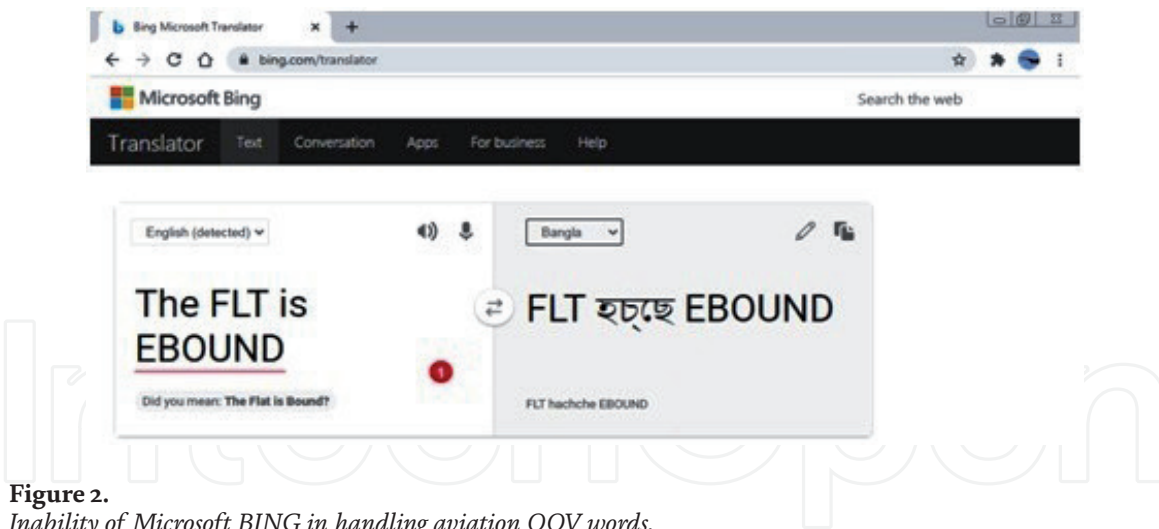 Bing Microsoft Translator
bing.com/translator
Microsoft Bing
Search the web
Translator Text Conversation Apps For business Help
English (detected)
Bangla
The FLT is
EBOUND
FLT হচ্ছে EBOUND
1
Did you mean: The Flat is Bound?
FLT hachche EBOUND
IntechOpen
Figure 2.
Inability of Microsoft BING in handling aviation OOV words.